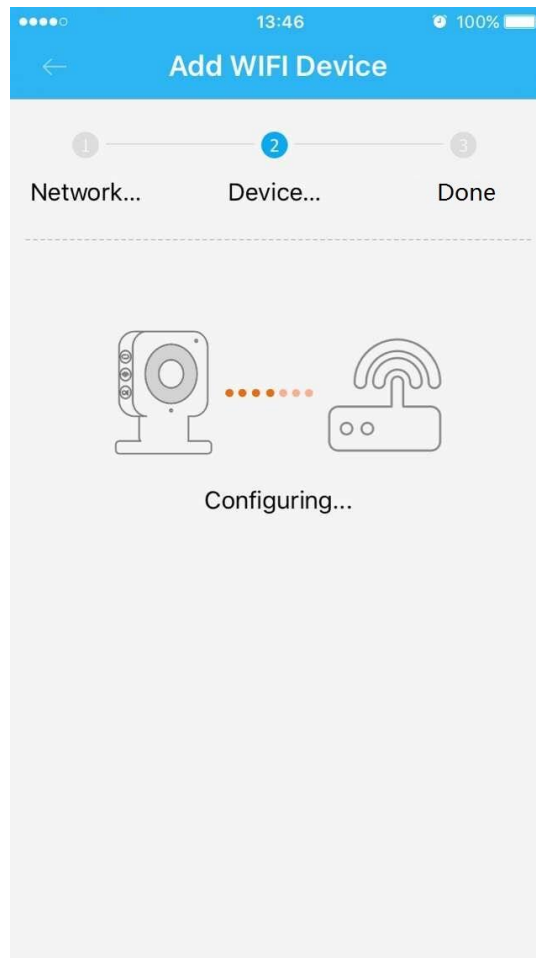 13:46 100%
Add WIFI Device
1 2 3
Network... Device... Done
Configuring...